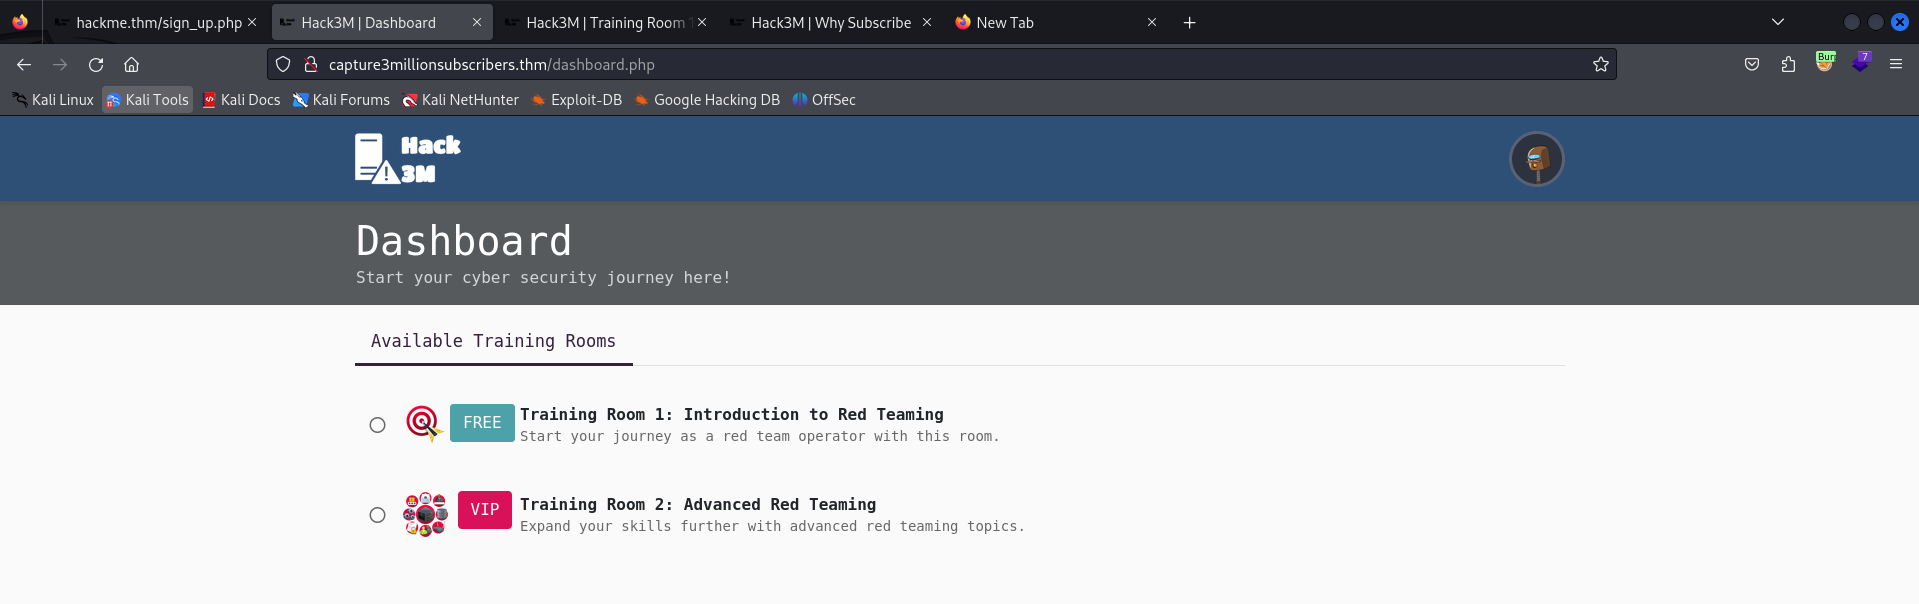 hackme.thm/sign_up.php
Hack3M | Dashboard
Hack3M | Training Room 1
Hack3M | Why Subscribe
New Tab
capture3millionsubscribers.thm/dashboard.php
7
Kali Linux
Kali Tools
Kali Docs
Kali Forums
Kali NetHunter
Exploit-DB
Google Hacking DB
OffSec
Hack
3M
Dashboard
Start your cyber security journey here!
Available Training Rooms
FREE
Training Room 1: Introduction to Red Teaming
Start your journey as a red team operator with this room.
VIP
Training Room 2: Advanced Red Teaming
Expand your skills further with advanced red teaming topics.